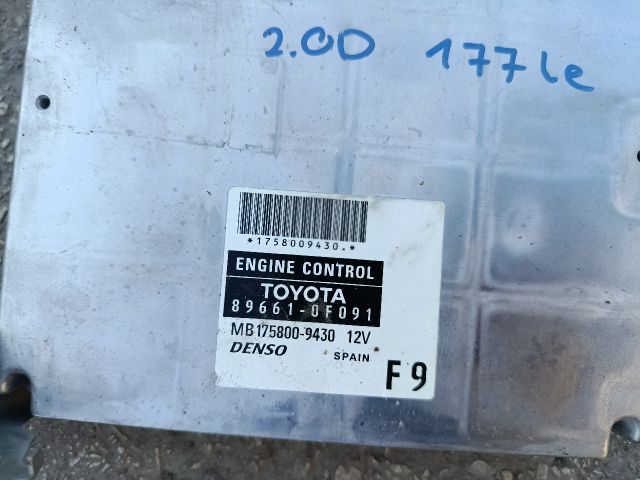 2.0D 177le
*1758009430.*
ENGINE CONTROL
TOYOTA
89661-0F091
MB175800-9430 12V
DENSO SPAIN
F9